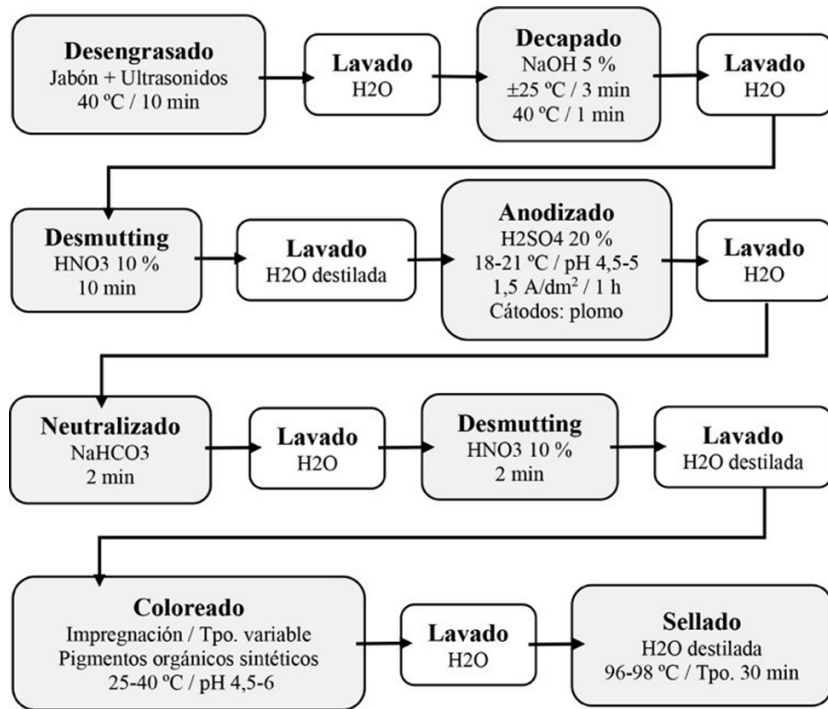 Desengrasado
Jabón + Ultrasonidos
40 ºC / 10 min
Lavado
H2O
Decapado
NaOH 5 %
±25 ºC / 3 min
40 ºC / 1 min
Lavado
H2O
Desmutting
HNO3 10 %
10 min
Lavado
H2O destilada
Anodizado
H2SO4 20 %
18-21 ºC / pH 4,5-5
1,5 A/dm² / 1 h
Cátodos: plomo
Lavado
H2O
Neutralizado
NaHCO3
2 min
Lavado
H2O
Desmutting
HNO3 10 %
2 min
Lavado
H2O destilada
Coloreado
Impregnación / Tpo. variable
Pigmentos orgánicos sintéticos
25-40 ºC / pH 4,5-6
Lavado
H2O
Sellado
H2O destilada
96-98 ºC / Tpo. 30 min